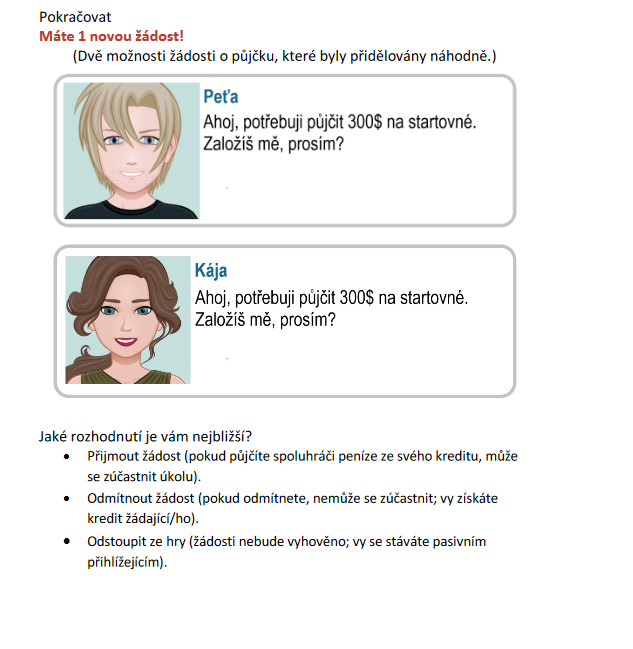 Pokračovat
Máte 1 novou žádost!
(Dvě možnosti žádosti o půjčku, které byly přidělovány náhodně.)
Peťa
Ahoj, potřebuji půjčit 300$ na startovné.
Založíš mě, prosím?
Kája
Ahoj, potřebuji půjčit 300$ na startovné.
Založíš mě, prosím?
Jaké rozhodnutí je vám nejbližší?
• Přijmout žádost (pokud půjčíte spoluhráči peníze ze svého kreditu, může
se zúčastnit úkolu).
• Odmítnout žádost (pokud odmítnete, nemůže se zúčastnit; vy získáte
kredit žádající/ho).
• Odstoupit ze hry (žádosti nebude vyhověno; vy se stáváte pasivním
přihlížejícím).